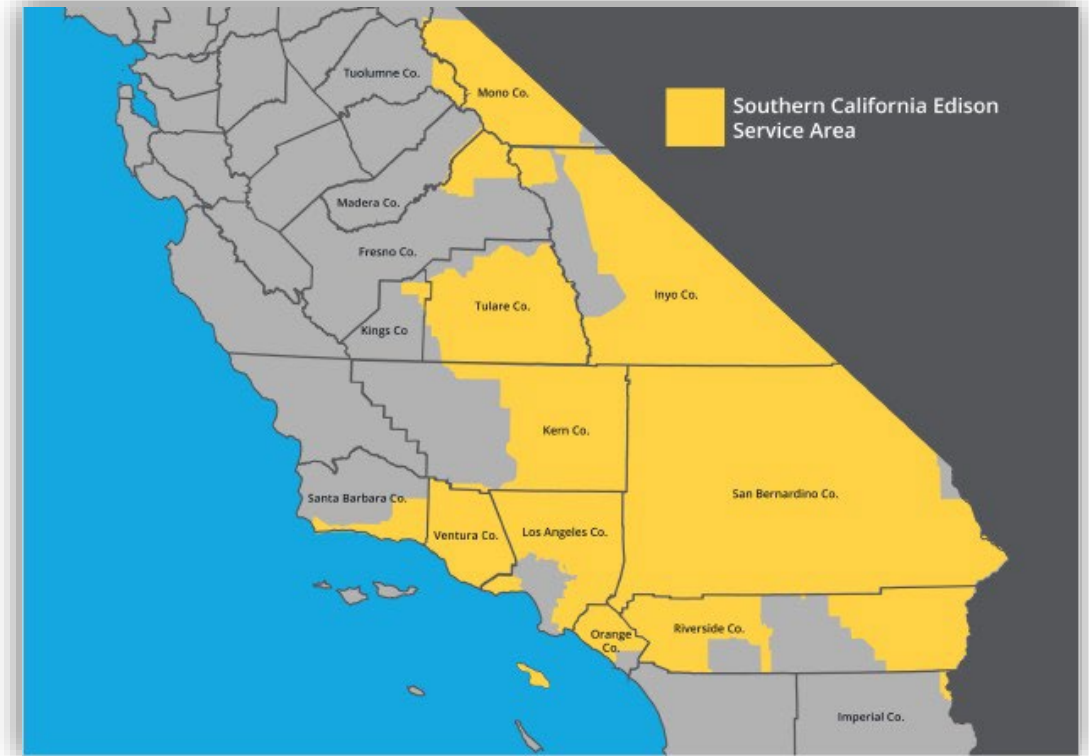 Tuolumne Co.
Mono Co.
Southern California Edison
Service Area
Madera Co.
Fresno Co.
Inyo Co.
Tulare Co.
Kings Co
Kern Co.
San Bernardino Co.
Santa Barbara Co.
Ventura Co.
Los Angeles Co.
Orange
Co.
Riverside Co.
Imperial Co.